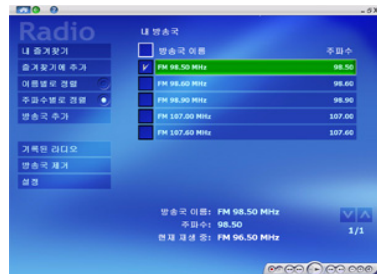 Radio
내 즐겨찾기
즐겨찾기에 추가
이름별로 정렬
주파수별로 정렬
방송국 추가
기록된 라디오
방송국 제거
설정
내 방송국
방송국 이름 주파수
FM 98.50 MHz 98.50
FM 98.60 MHz 98.60
FM 98.90 MHz 98.90
FM 107.00 MHz 107.00
FM 107.60 MHz 107.60
방송국 이름: FM 98.50 MHz
주파수: 98.50
현재 재생 중: FM 96.50 MHz
1/1